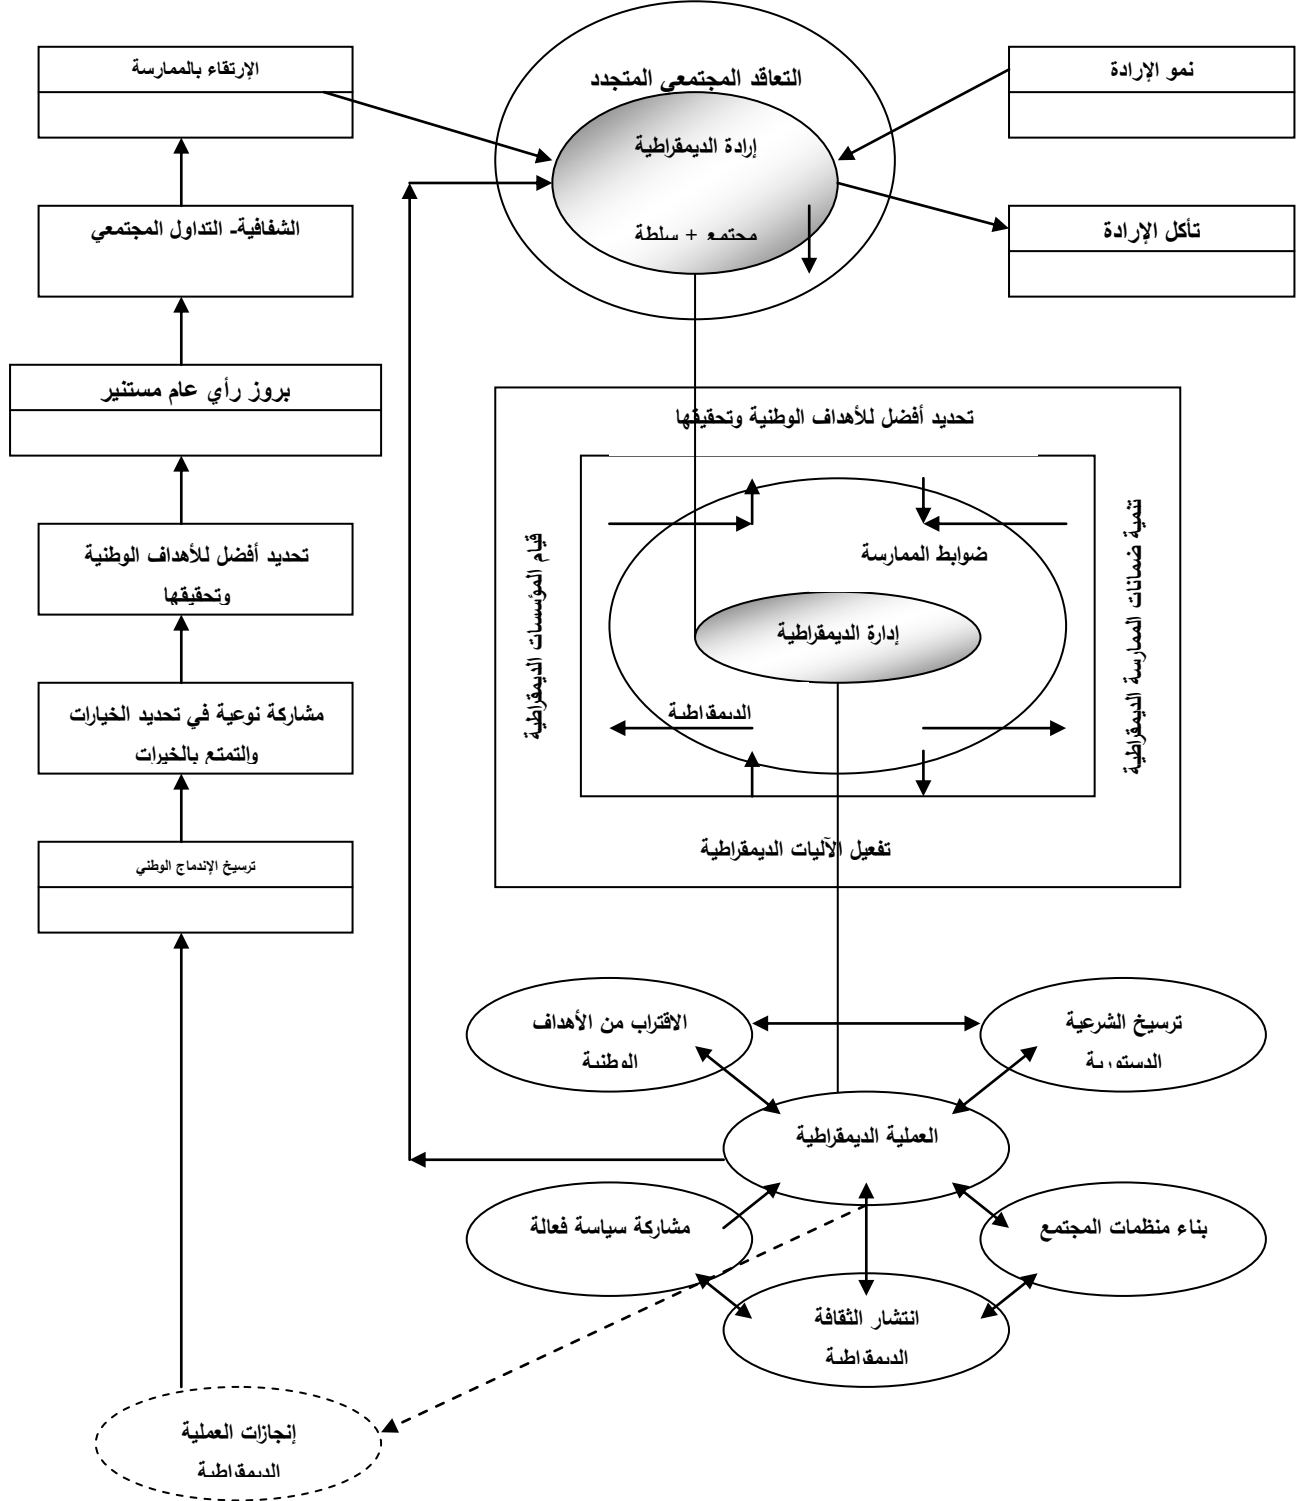 الإرتقاء بالممارسة
التعاقد المجتمعي المتجدد
نمو الإرادة
إرادة الديمقراطية
مجتمع + سلطة
الشفافية- التداول المجتمعي
تأكل الإرادة
بروز رأي عام مستنير
تحديد أفضل للأهداف الوطنية وتحقيقها
قيام المؤسسات الديمقراطية
تنمية ضمانات الممارسة الديمقراطية
ضوابط الممارسة
إدارة الديمقراطية
الديمقراطية
تفعيل الآليات الديمقراطية
تحديد أفضل للأهداف الوطنية
وتحقيقها
مشاركة نوعية في تحديد الخيارات
والتمتع بالخيرات
ترسيخ الإندماج الوطني
الاقتراب من الأهداف
الوطنية
ترسيخ الشرعية
الدستورية
العملية الديمقراطية
مشاركة سياسة فعالة
بناء منظمات المجتمع
انتشار الثقافة
الديمقراطية
إنجازات العملية
الديمقراطية